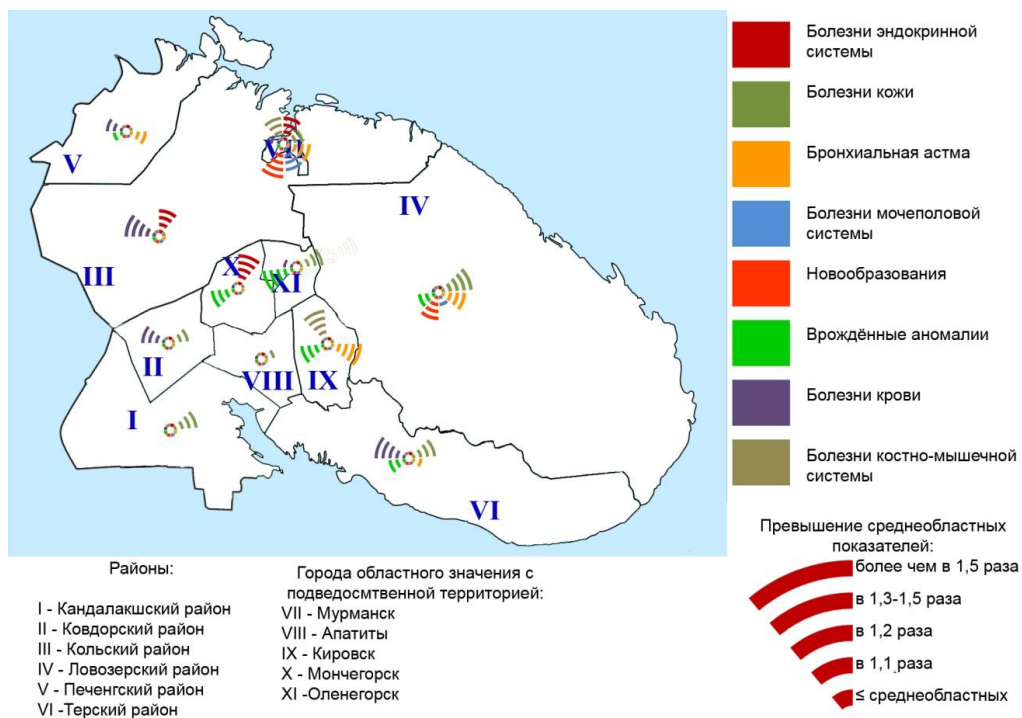 V
VII
IV
III
X
XI
II
VIII
IX
I
VI
Болезни эндокринной
системы
Болезни кожи
Бронхиальная астма
Болезни мочеполовой
системы
Новообразования
Врождённые аномалии
Болезни крови
Болезни костно-мышечной
системы
Превышение среднеобластных
показателей:
более чем в 1,5 раза
в 1,3-1,5 раза
в 1,2 раза
в 1,1 раза
≤ среднеобластных
Районы:
I - Кандалакшский район
II - Ковдорский район
III - Кольский район
IV - Ловозерский район
V - Печенгский район
VI -Терский район
Города областного значения с
подведосмтвенной территорией:
VII - Мурманск
VIII - Апатиты
IX - Кировск
X - Мончегорск
XI -Оленегорск